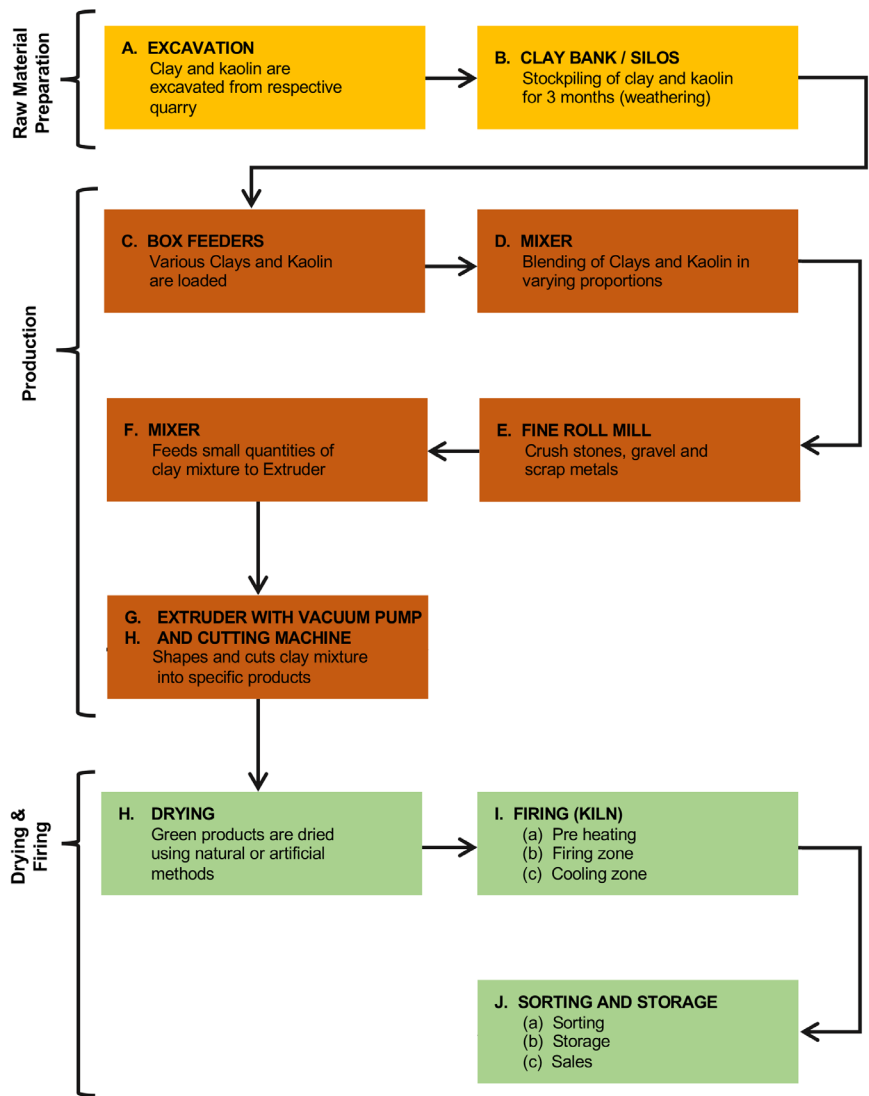 Raw Material
Preparation
A. EXCAVATION
Clay and kaolin are
excavated from respective
quarry
B. CLAY BANK / SILOS
Stockpiling of clay and kaolin
for 3 months (weathering)
Production
C. BOX FEEDERS
Various Clays and Kaolin
are loaded
D. MIXER
Blending of Clays and Kaolin in
varying proportions
E. FINE ROLL MILL
Crush stones, gravel and
scrap metals
F. MIXER
Feeds small quantities of
clay mixture to Extruder
G. EXTRUDER WITH VACUUM PUMP
H. AND CUTTING MACHINE
Shapes and cuts clay mixture
into specific products
Drying &
Firing
H. DRYING
Green products are dried
using natural or artificial
methods
I. FIRING (KILN)
(a) Pre heating
(b) Firing zone
(c) Cooling zone
J. SORTING AND STORAGE
(a) Sorting
(b) Storage
(c) Sales